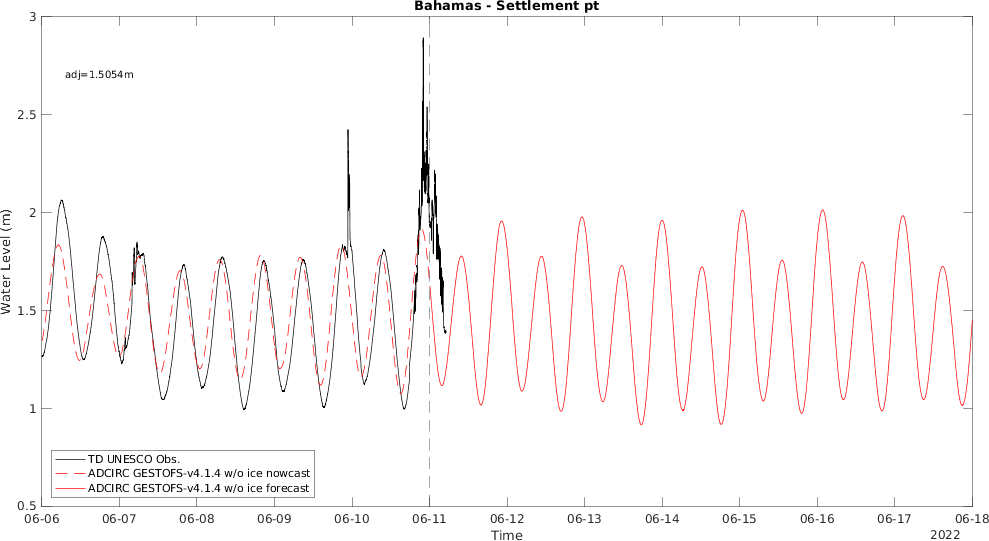 Bahamas - Settlement pt
3
adj=1.5054m
2.5
2
Water Level (m)
1.5
1
TD UNESCO Obs.
ADCIRC GESTOFS-v4.1.4 w/o ice nowcast
ADCIRC GESTOFS-v4.1.4 w/o ice forecast
0.5
06-06 06-07 06-08 06-09 06-10 06-11 06-12 06-13 06-14 06-15 06-16 06-17 06-18
Time
2022